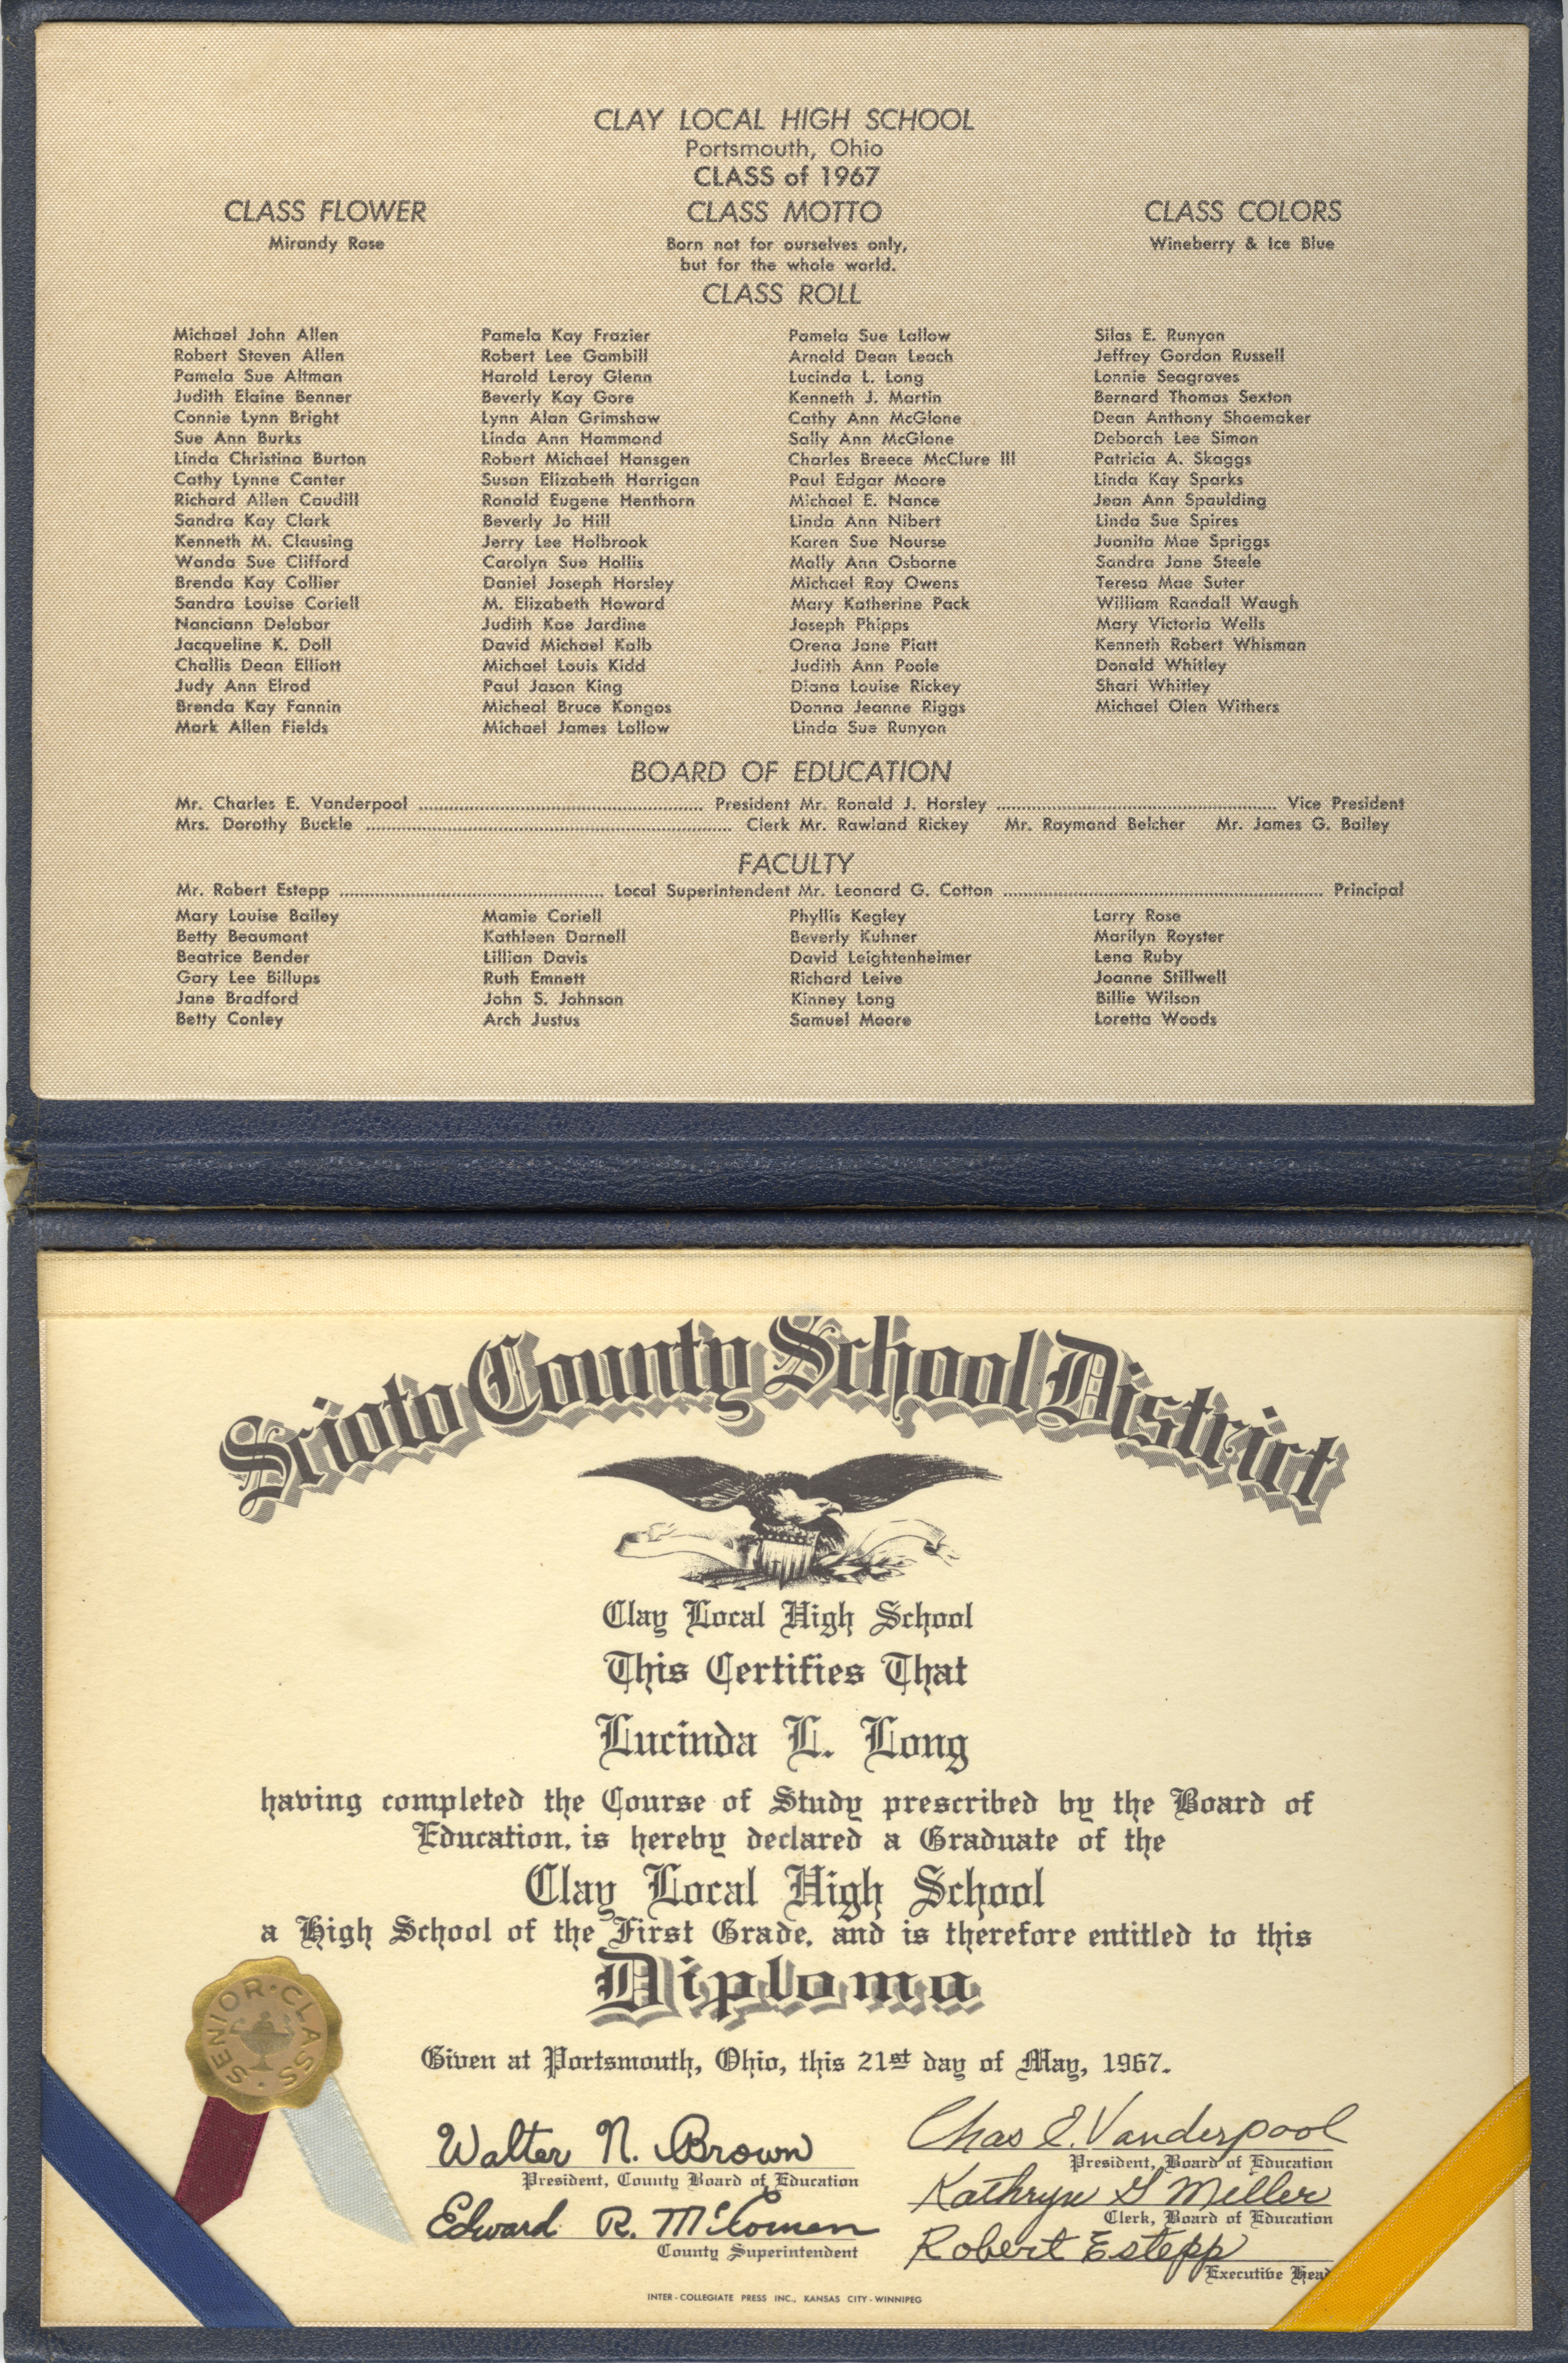 CLAY LOCAL HIGH SCHOOL
Portsmouth, Ohio
CLASS of 1967
CLASS FLOWER
Mirandy Rose
CLASS MOTTO
Born not for ourselves only,
but for the whole world.
CLASS COLORS
Wineberry & Ice Blue
CLASS ROLL
Michael John Allen
Robert Steven Allen
Pamela Sue Altman
Judith Elaine Benner
Connie Lynn Bright
Sue Ann Burks
Linda Christina Burton
Cathy Lynne Canter
Richard Allen Caudill
Sandra Kay Clark
Kenneth M. Clausing
Wanda Sue Clifford
Brenda Kay Collier
Sandra Louise Coriell
Nanciann Delabar
Jacqueline K. Doll
Challis Dean Elliott
Judy Ann Elrod
Brenda Kay Fannin
Mark Allen Fields
Pamela Kay Frazier
Robert Lee Gambill
Harold Leroy Glenn
Beverly Kay Gore
Lynn Alan Grimshaw
Linda Ann Hammond
Robert Michael Hansgen
Susan Elizabeth Harrigan
Ronald Eugene Henthorn
Beverly Jo Hill
Jerry Lee Holbrook
Carolyn Sue Hollis
Daniel Joseph Horsley
M. Elizabeth Howard
Judith Kae Jardine
David Michael Kalb
Michael Louis Kidd
Paul Jason King
Micheal Bruce Kongos
Michael James Lallow
Pamela Sue Lallow
Arnold Dean Leach
Lucinda L. Long
Kenneth J. Martin
Cathy Ann McGlone
Sally Ann McGlone
Charles Breece McClure III
Paul Edgar Moore
Michael E. Nance
Linda Ann Nibert
Karen Sue Nourse
Molly Ann Osborne
Michael Ray Owens
Mary Katherine Pack
Joseph Phipps
Orena Jane Piatt
Judith Ann Poole
Diana Louise Rickey
Donna Jeanne Riggs
Linda Sue Runyon
Silas E. Runyon
Jeffrey Gordon Russell
Lonnie Seagraves
Bernard Thomas Sexton
Dean Anthony Shoemaker
Deborah Lee Simon
Patricia A. Skaggs
Linda Kay Sparks
Jean Ann Spaulding
Linda Sue Spires
Juanita Mae Spriggs
Sandra Jane Steele
Teresa Mae Suter
William Randall Waugh
Mary Victoria Wells
Kenneth Robert Whisman
Donald Whitley
Shari Whitley
Michael Olen Withers
BOARD OF EDUCATION
Mr. Charles E. Vanderpool ........ President Mr. Ronald J. Horsley ........ Vice President
Mrs. Dorothy Buckle ........ Clerk Mr. Rawland Rickey Mr. Raymond Belcher Mr. James G. Bailey
FACULTY
Mr. Robert Estepp ........ Local Superintendent Mr. Leonard G. Cotton ........ Principal
Mary Louise Bailey
Betty Beaumont
Beatrice Bender
Gary Lee Billups
Jane Bradford
Betty Conley
Mamie Coriell
Kathleen Darnell
Lillian Davis
Ruth Emnett
John S. Johnson
Arch Justus
Phyllis Kegley
Beverly Kuhner
David Leightenheimer
Richard Leive
Kinney Long
Samuel Moore
Larry Rose
Marilyn Royster
Lena Ruby
Joanne Stillwell
Billie Wilson
Loretta Woods
Scioto County School District
Clay Local High School
This Certifies That
Lucinda L. Long
having completed the Course of Study prescribed by the Board of
Education, is hereby declared a Graduate of the
Clay Local High School
a High School of the First Grade, and is therefore entitled to this
Diploma
Given at Portsmouth, Ohio, this 21st day of May, 1967.
SENIOR · CLASS ·
Walter N. Brown
President, County Board of Education
Edward R. McComen
County Superintendent
Chas E. Vanderpool
President, Board of Education
Kathryn G Miller
Clerk, Board of Education
Robert Estepp
Executive Head
INTER-COLLEGIATE PRESS INC., KANSAS CITY-WINNIPEG